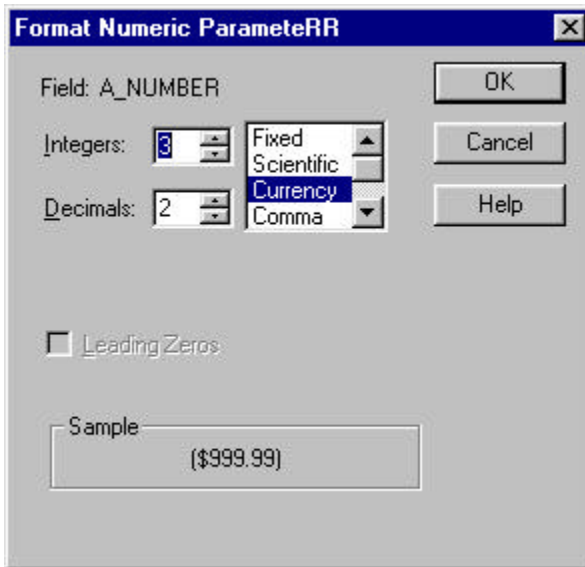 Format Numeric ParameteRR
Field: A_NUMBER
OK
Integers: 3
Fixed
Scientific
Currency
Comma
Cancel
Decimals: 2
Help
Leading Zeros
Sample
($999.99)